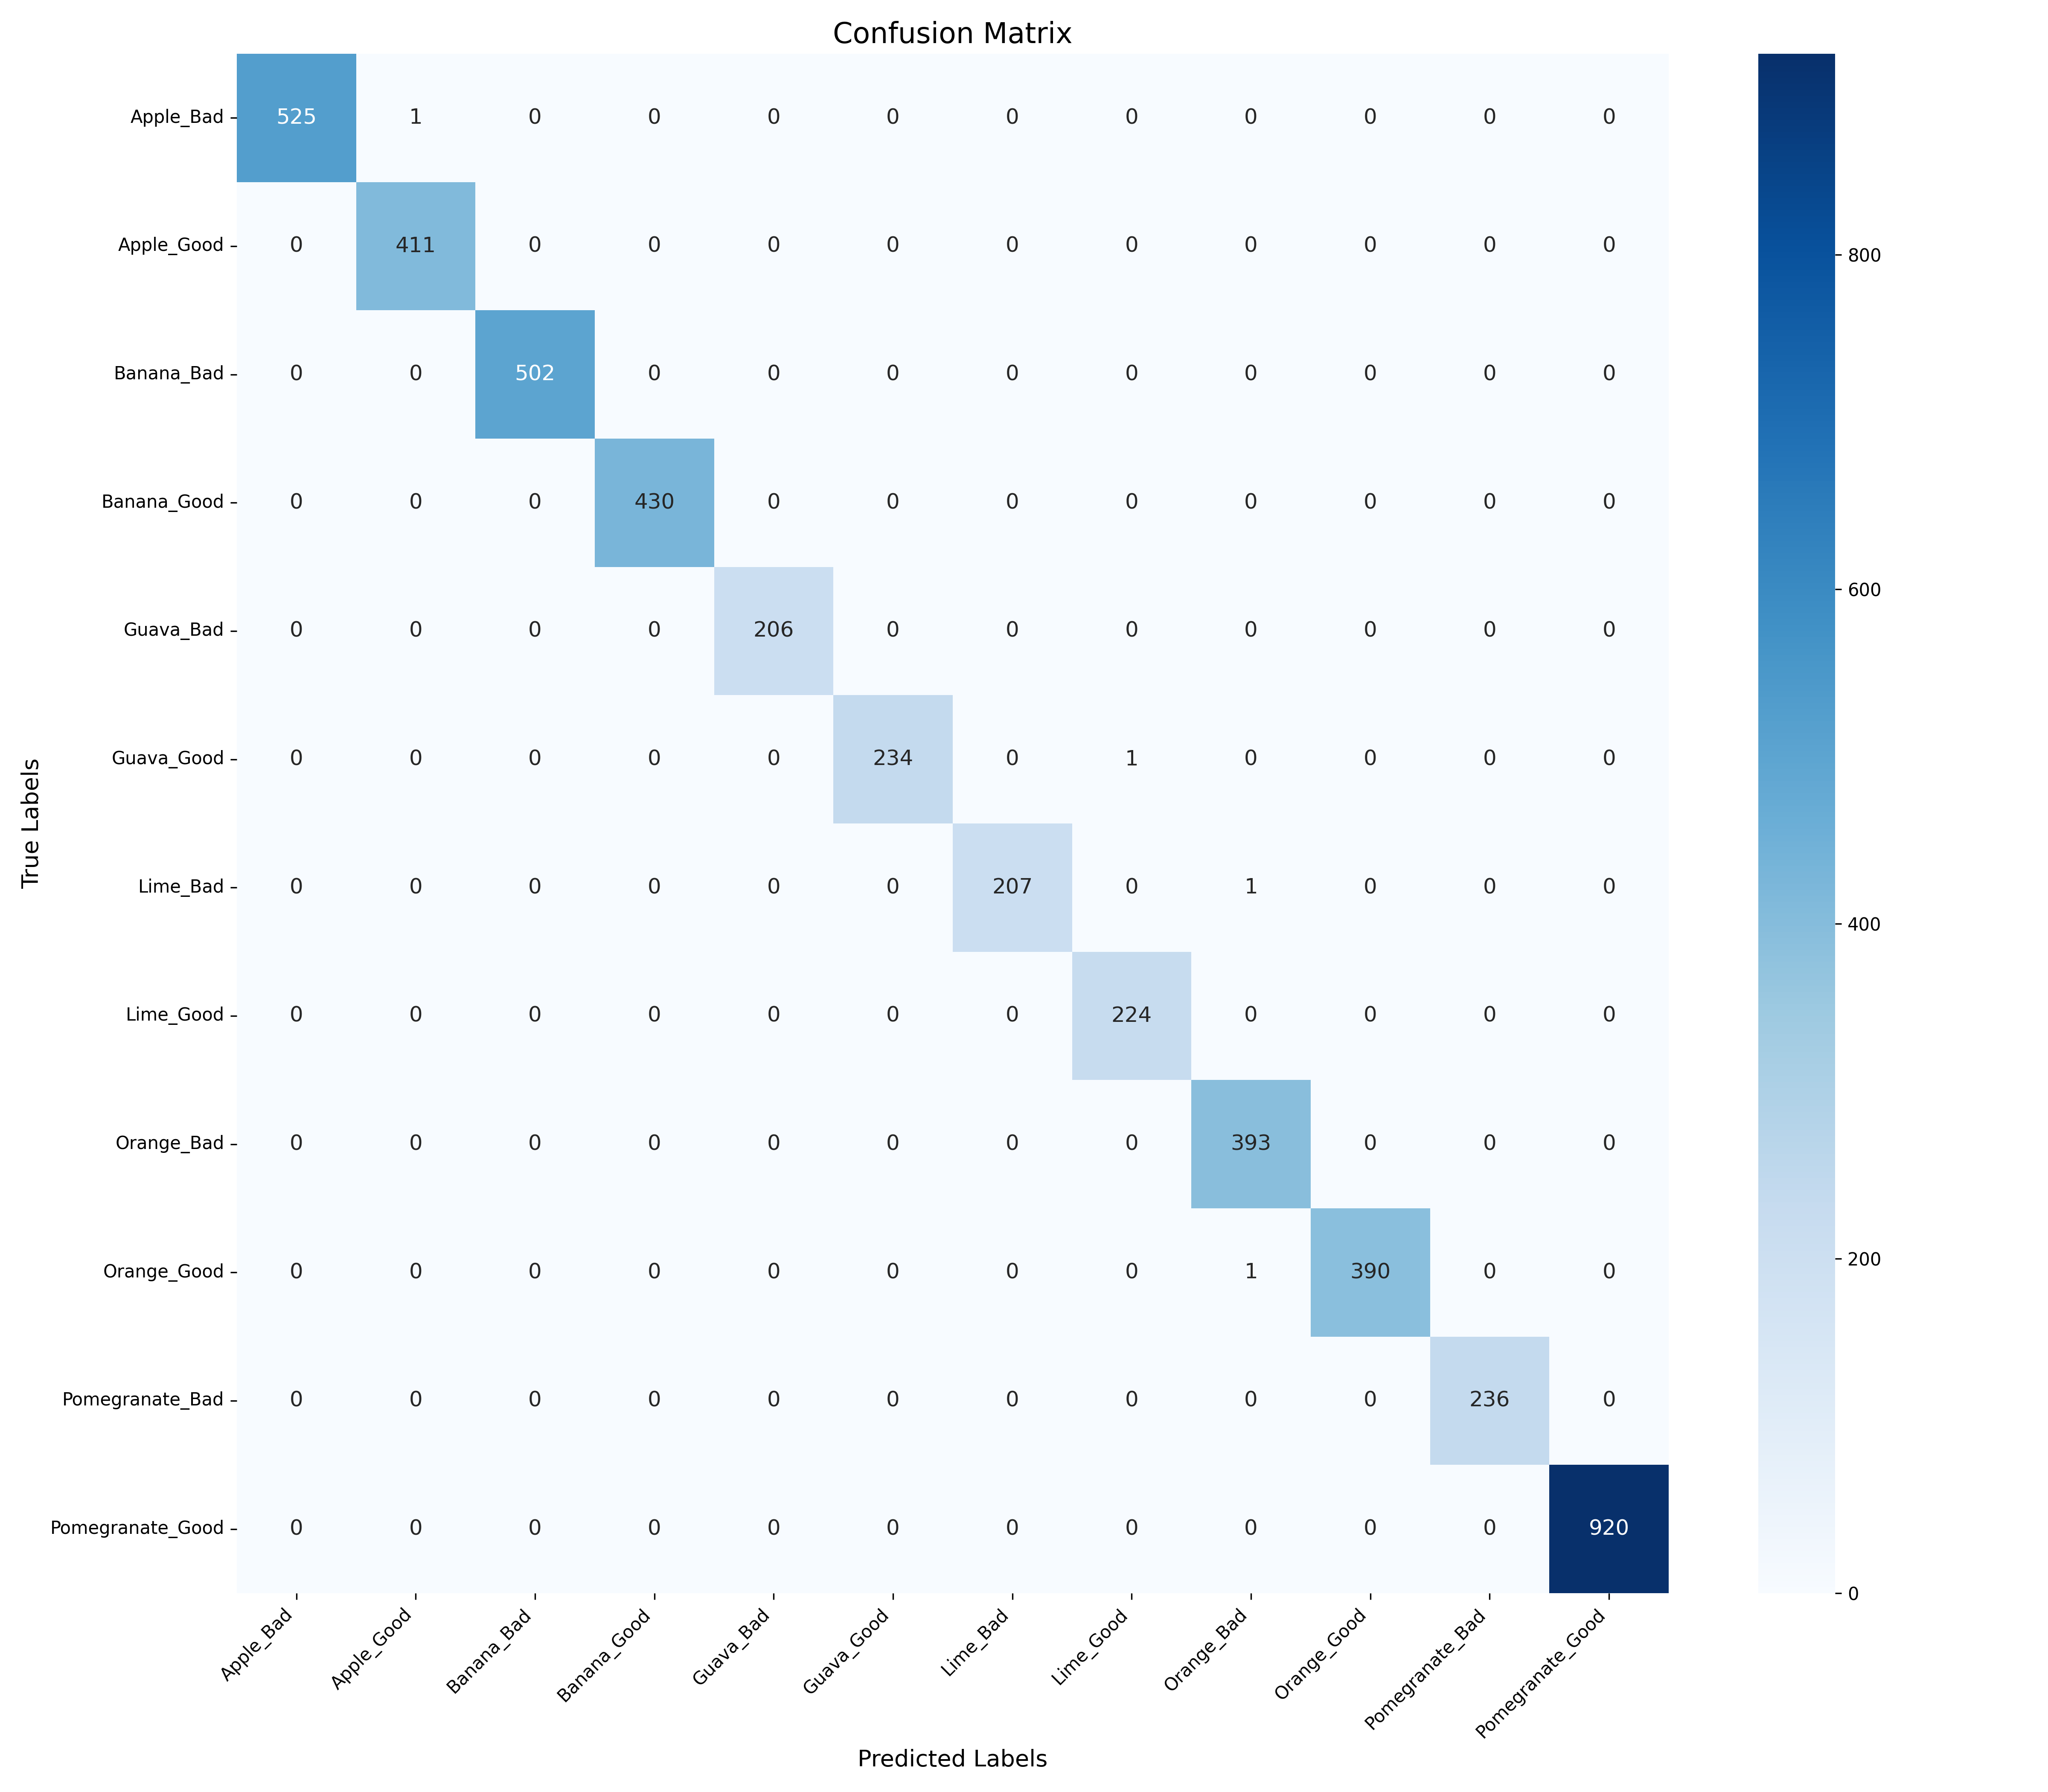 Confusion Matrix
Apple_Bad 525 1 0 0 0 0 0 0 0 0 0 0
Apple_Good 0 411 0 0 0 0 0 0 0 0 0 0
Banana_Bad 0 0 502 0 0 0 0 0 0 0 0 0
Banana_Good 0 0 0 430 0 0 0 0 0 0 0 0
Guava_Bad 0 0 0 0 206 0 0 0 0 0 0 0
Guava_Good 0 0 0 0 0 234 0 1 0 0 0 0
Lime_Bad 0 0 0 0 0 0 207 0 1 0 0 0
Lime_Good 0 0 0 0 0 0 0 224 0 0 0 0
Orange_Bad 0 0 0 0 0 0 0 0 393 0 0 0
Orange_Good 0 0 0 0 0 0 0 0 1 390 0 0
Pomegranate_Bad 0 0 0 0 0 0 0 0 0 0 236 0
Pomegranate_Good 0 0 0 0 0 0 0 0 0 0 0 920
True Labels
Apple_Bad Apple_Good Banana_Bad Banana_Good Guava_Bad Guava_Good Lime_Bad Lime_Good Orange_Bad Orange_Good Pomegranate_Bad Pomegranate_Good
Predicted Labels
800
600
400
200
0